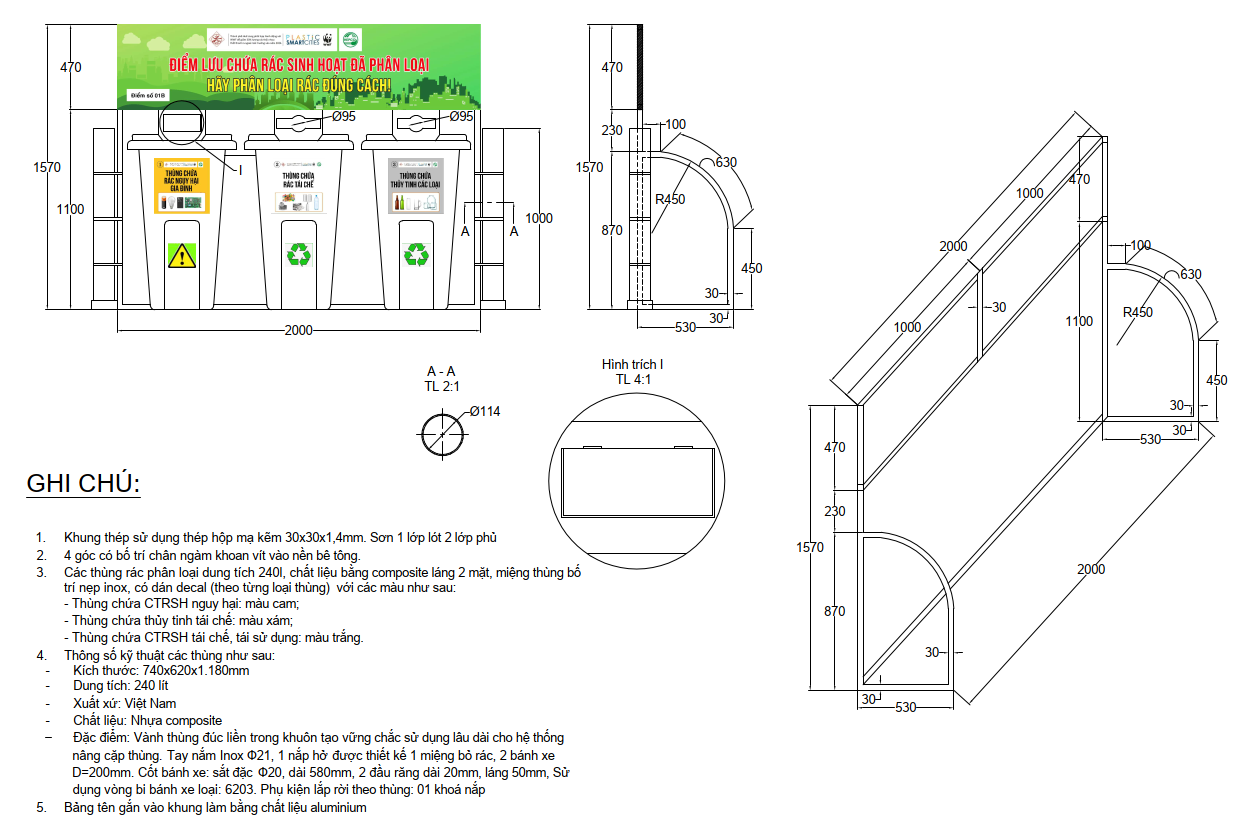 PLASTIC
SMARTCITIES
WWF
ĐIỂM LƯU CHỨA RÁC SINH HOẠT ĐÃ PHÂN LOẠI
HÃY PHÂN LOẠI RÁC ĐÚNG CÁCH!
Điểm số 01B
470
1100
1570
Ø95
Ø95
I
THÙNG CHỨA
RÁC NGUY HẠI
GIA ĐÌNH
THÙNG CHỨA
RÁC TÁI CHẾ
THÙNG CHỨA
THỦY TINH CÁC LOẠI
A
A
1000
2000
470
230
1570
870
100
630
R450
450
30
30
530
1000
470
2000
1000
30
100
630
R450
1100
450
30
30
530
470
230
1570
870
2000
30
30
530
A - A
TL 2:1
Ø114
Hình trích I
TL 4:1
GHI CHÚ:
1. Khung thép sử dụng thép hộp mạ kẽm 30x30x1,4mm. Sơn 1 lớp lót 2 lớp phủ
2. 4 góc có bố trí chân ngàm khoan vít vào nền bê tông.
3. Các thùng rác phân loại dung tích 240l, chất liệu bằng composite láng 2 mặt, miệng thùng bố
trí nẹp inox, có dán decal (theo từng loại thùng) với các màu như sau:
- Thùng chứa CTRSH nguy hại: màu cam;
- Thùng chứa thủy tinh tái chế: màu xám;
- Thùng chứa CTRSH tái chế, tái sử dụng: màu trắng.
4. Thông số kỹ thuật các thùng như sau:
- Kích thước: 740x620x1.180mm
- Dung tích: 240 lít
- Xuất xứ: Việt Nam
- Chất liệu: Nhựa composite
– Đặc điểm: Vành thùng đúc liền trong khuôn tạo vững chắc sử dụng lâu dài cho hệ thống
nâng cặp thùng. Tay nắm Inox Φ21, 1 nắp hở được thiết kế 1 miệng bỏ rác, 2 bánh xe
D=200mm. Cốt bánh xe: sắt đặc Φ20, dài 580mm, 2 đầu răng dài 20mm, láng 50mm, Sử
dụng vòng bi bánh xe loại: 6203. Phụ kiện lắp rời theo thùng: 01 khoá nắp
5. Bảng tên gắn vào khung làm bằng chất liệu aluminium